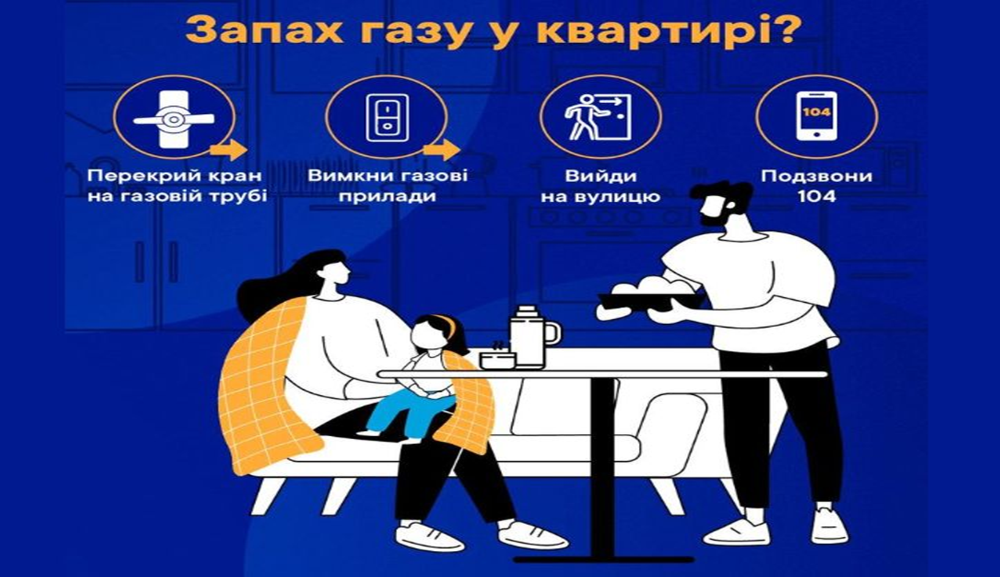 Запах газу у квартирі?
Перекрий кран
на газовій трубі
Вимкни газові
прилади
Вийди
на вулицю
104
Подзвони
104